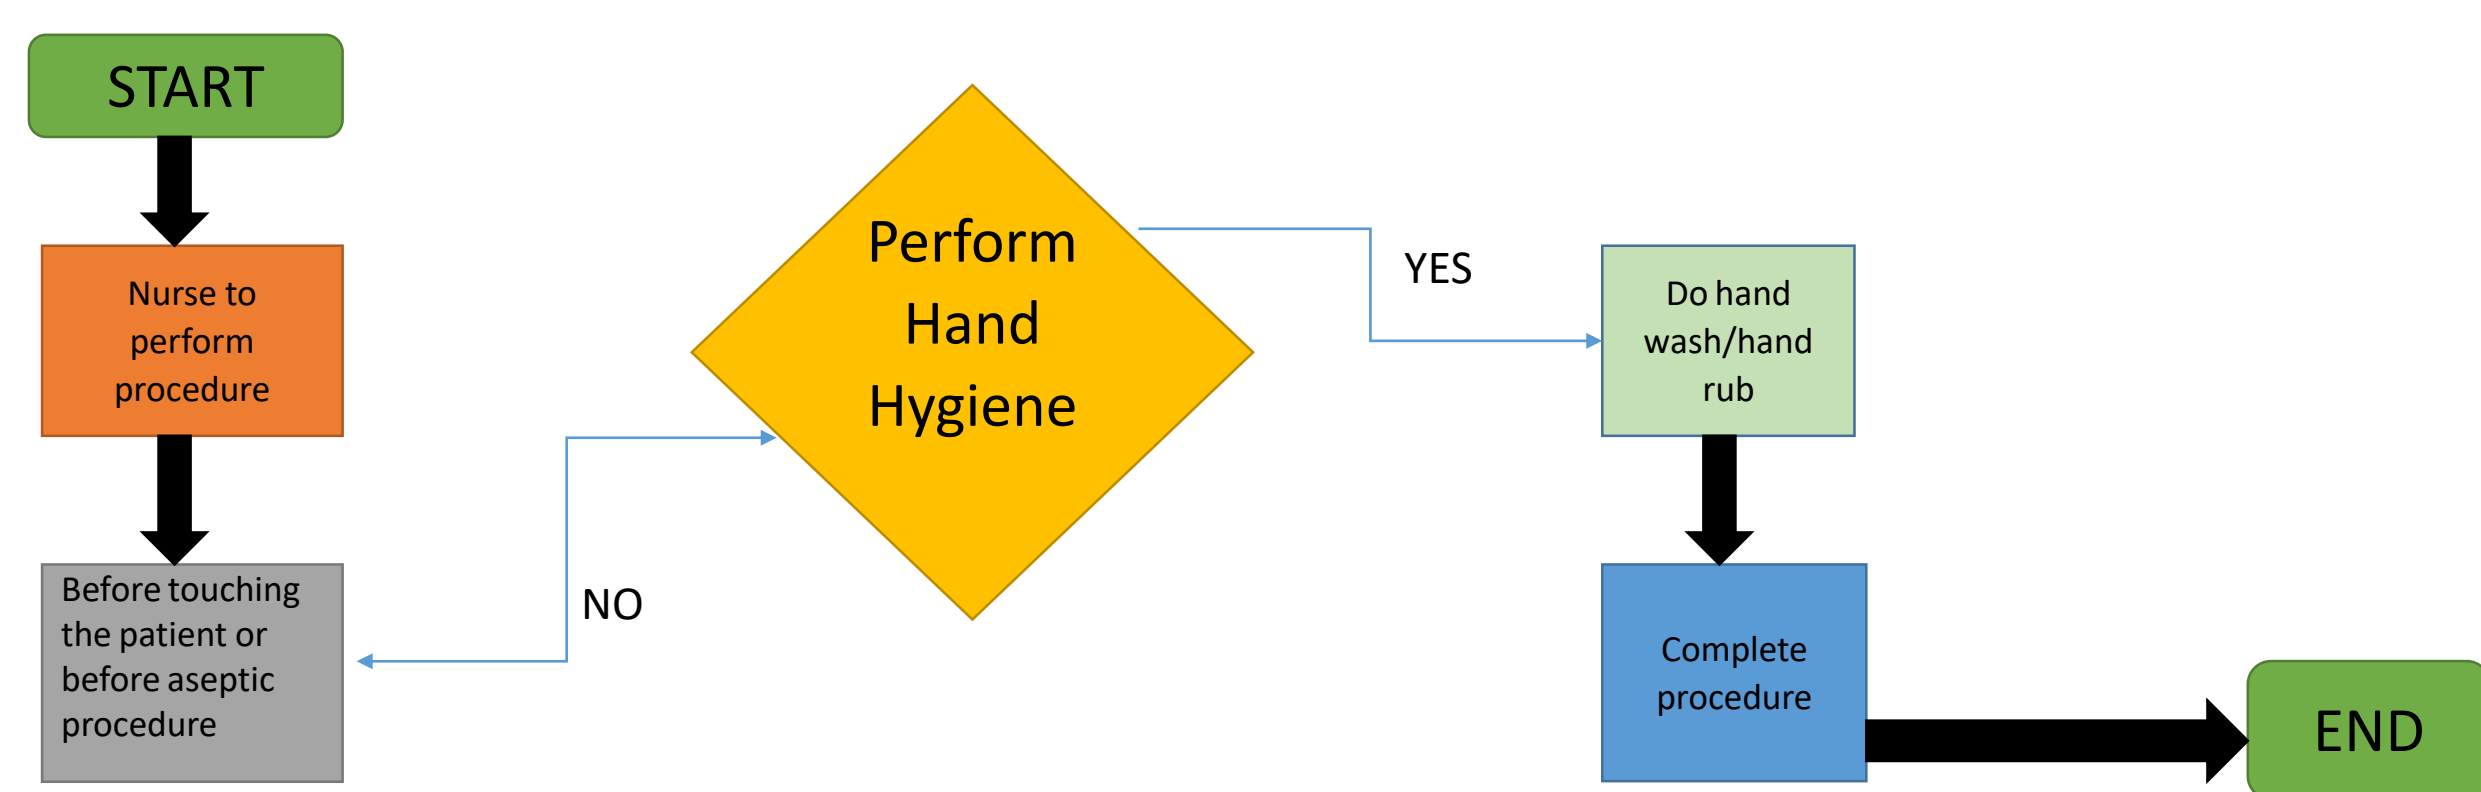 START
Nurse to
perform
procedure
Before touching
the patient or
before aseptic
procedure
NO
Perform
Hand
Hygiene
YES
Do hand
wash/hand
rub
Complete
procedure
END